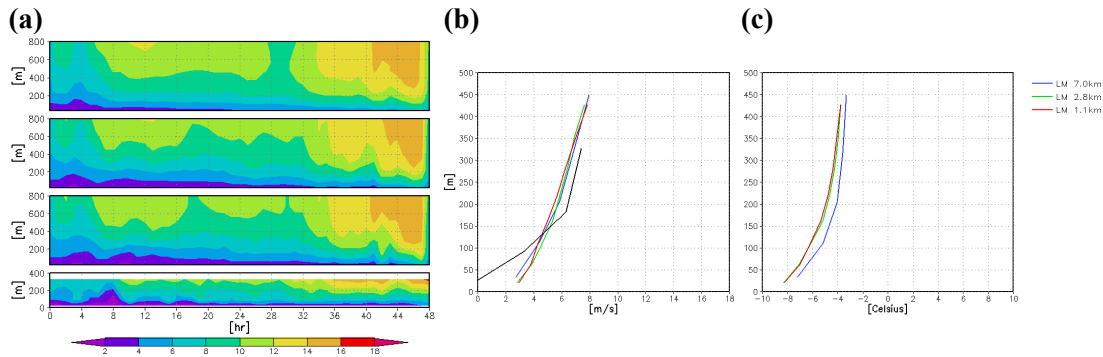 (a)
800
600
[m]
400
200
800
600
[m]
400
200
800
600
[m]
400
200
400
[m]
200
0
0 4 8 12 16 20 24 28 32 36 40 44 48
[hr]
2 4 6 8 10 12 14 16 18
(b)
500
450
400
350
300
250
[m]
200
150
100
50
0
0 2 4 6 8 10 12 14 16 18
[m/s]
(c)
500
450
400
350
300
250
200
150
100
50
0
-10 -8 -6 -4 -2 0 2 4 6 8 10
[Celsius]
LM 7.0km
LM 2.8km
LM 1.1km